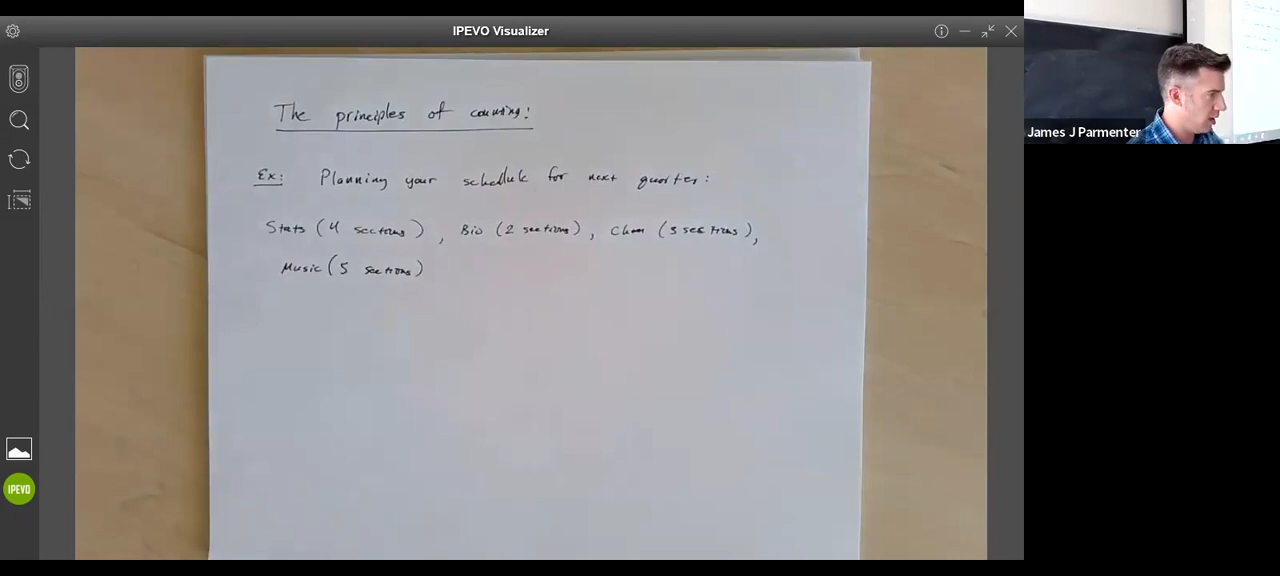 IPEVO Visualizer
James J Parmenter
The principles of counting:
Ex: Planning your schedule for next quarter:
Stats (4 sections), Bio (2 sections), Chem (3 sections),
Music (5 sections)
IPEVO